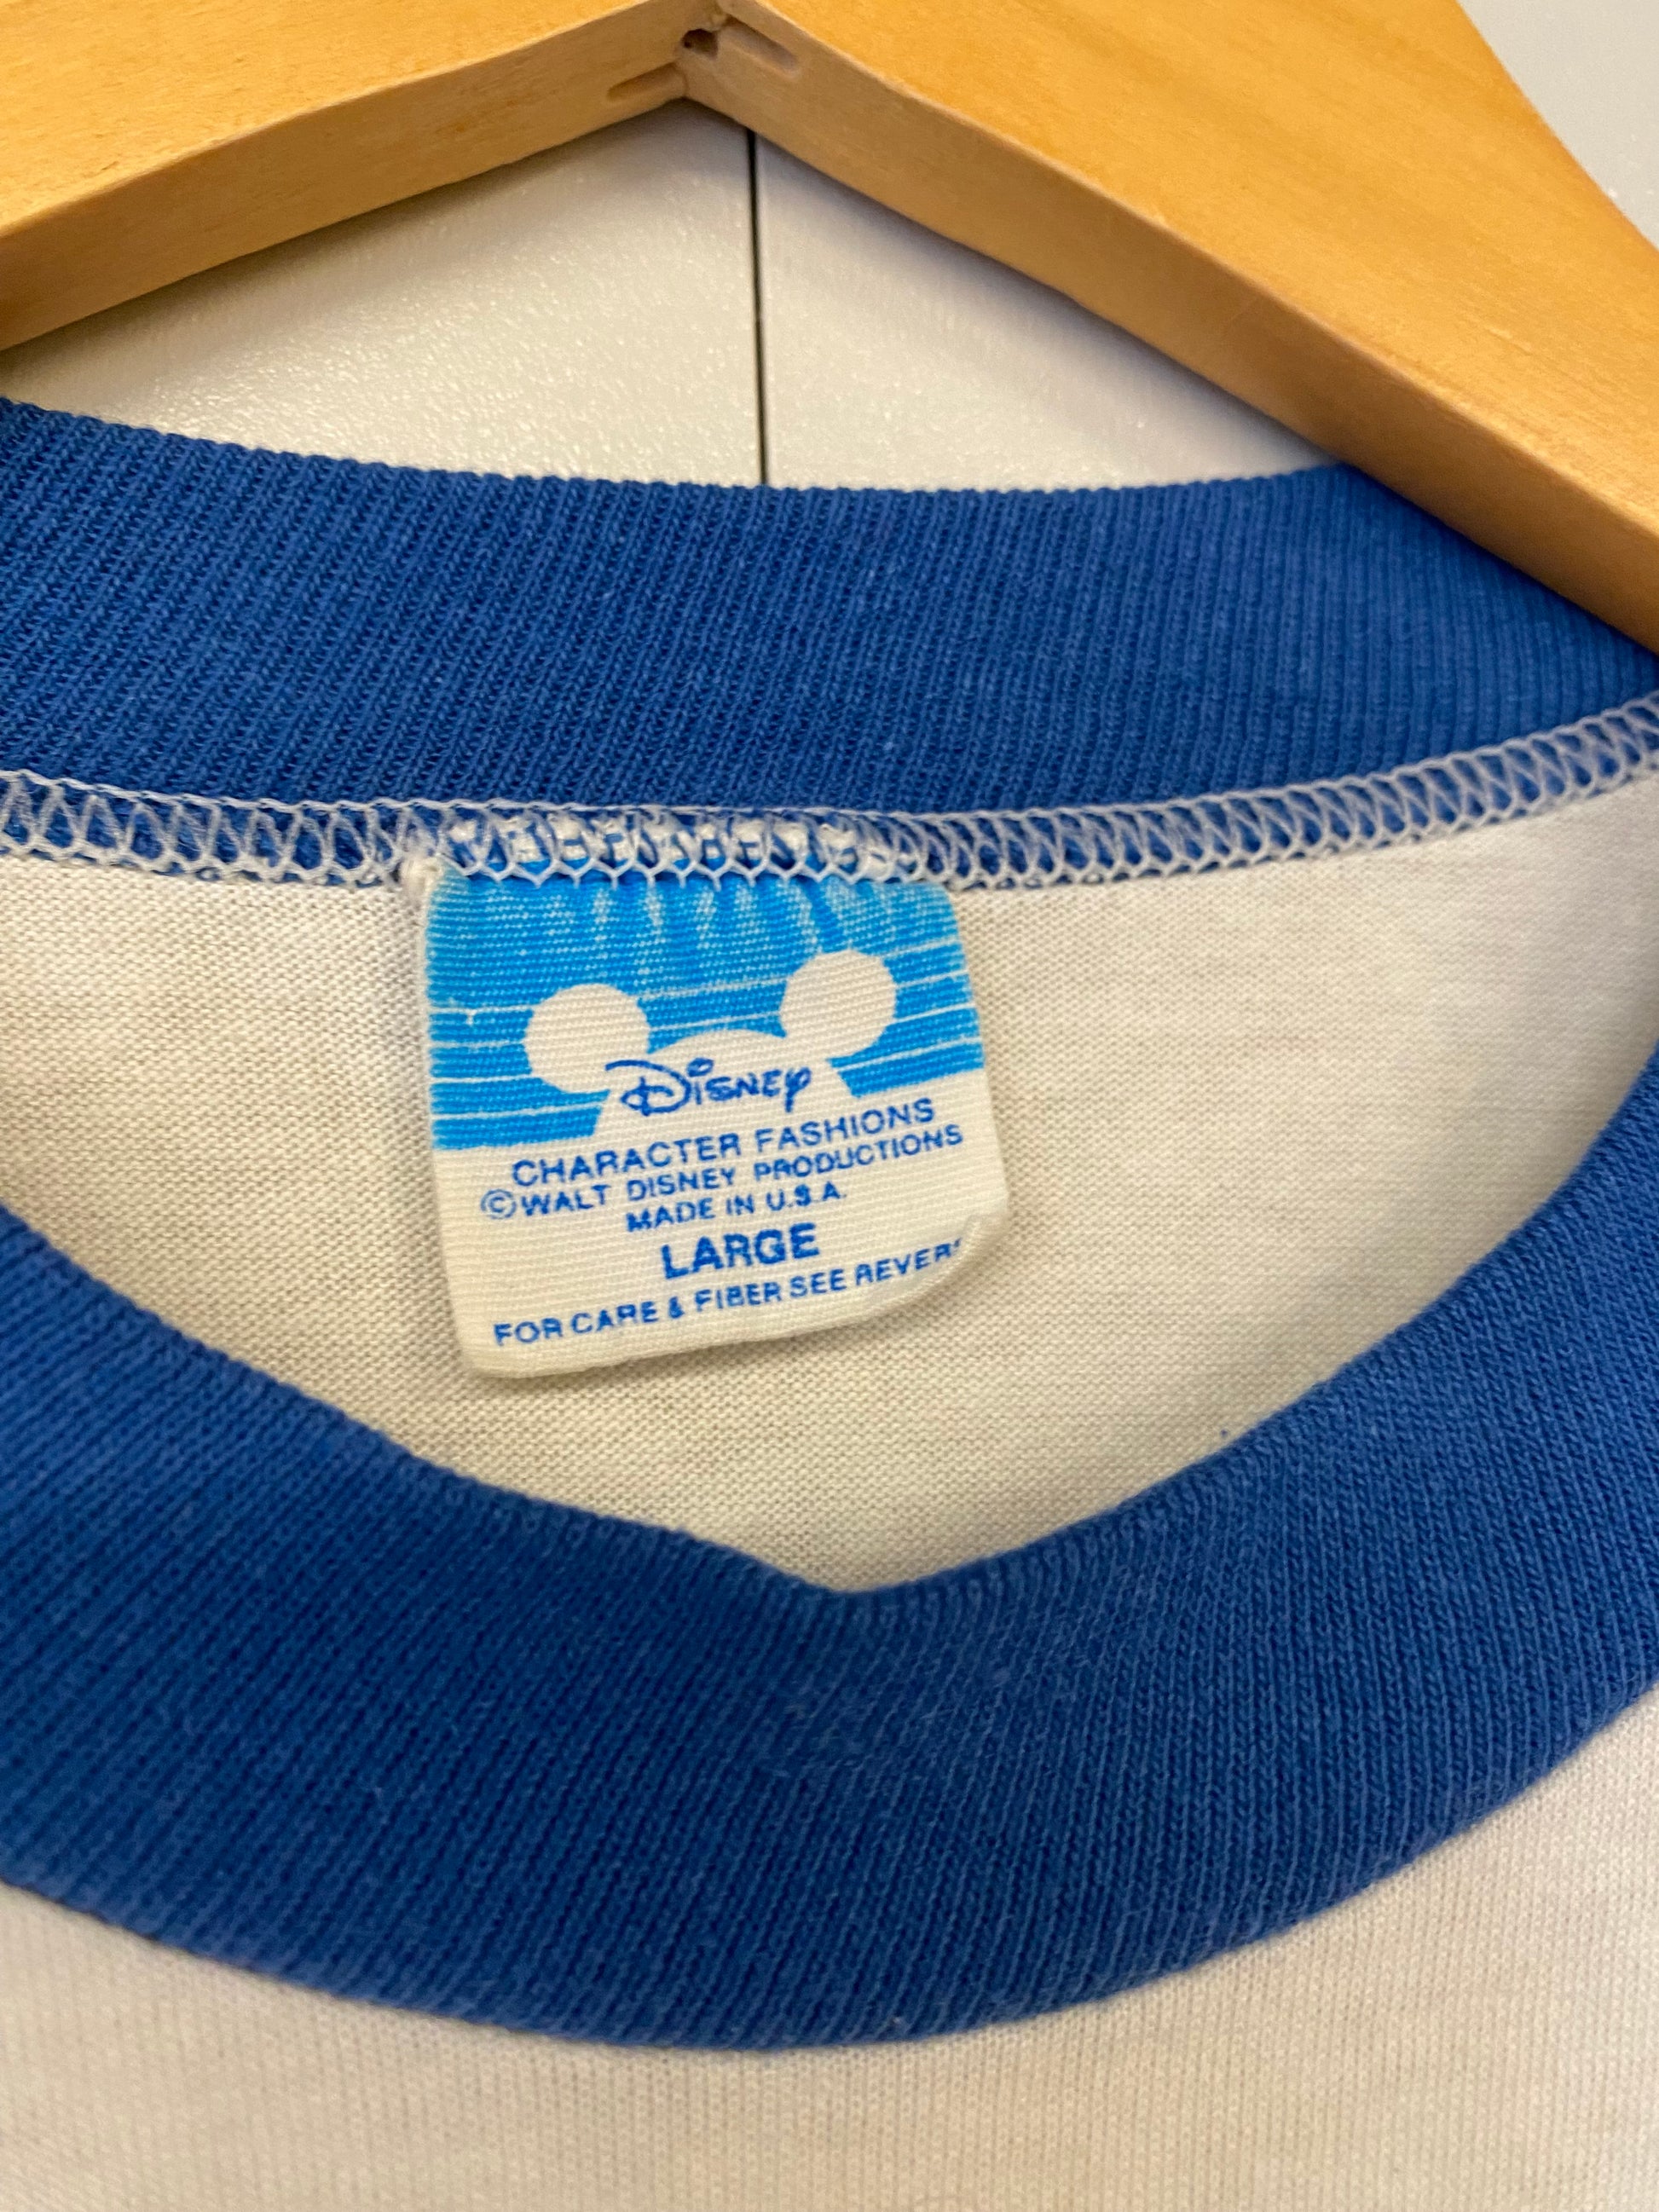 Disney
CHARACTER FASHIONS
©WALT DISNEY PRODUCTIONS
MADE IN U.S.A.
LARGE
FOR CARE & FIBER SEE REVERS